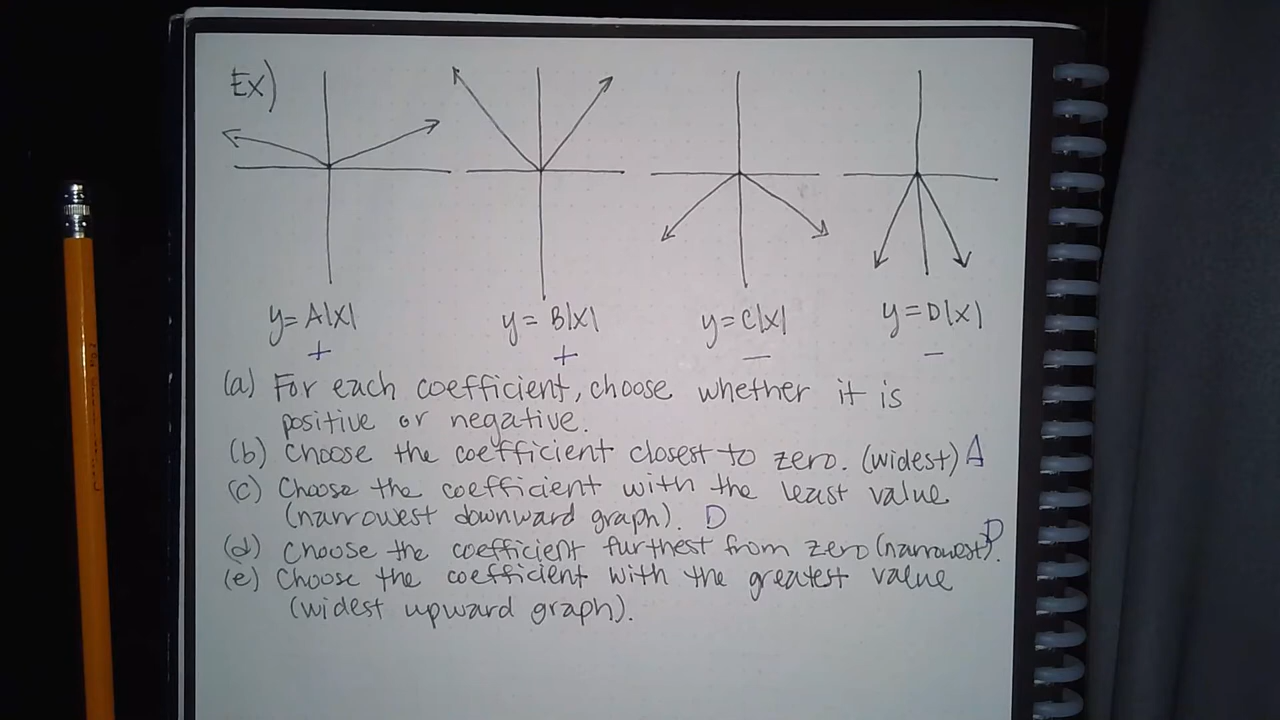 Ex)
y=A|x| y=B|x| y=C|x| y=D|x|
+ + — —
(a) For each coefficient, choose whether it is
positive or negative.
(b) Choose the coefficient closest to zero. (widest) A
(c) Choose the coefficient with the least value
(narrowest downward graph). D
(d) Choose the coefficient furthest from zero (narrowest). D
(e) Choose the coefficient with the greatest value
(widest upward graph).